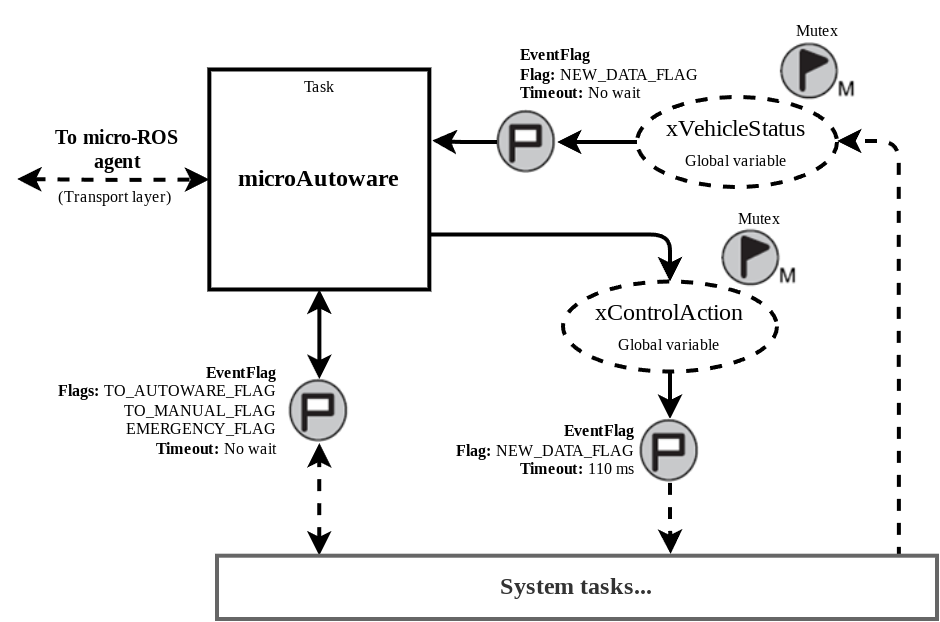 Mutex
EventFlag
Flag: NEW_DATA_FLAG
Timeout: No wait
M
Task
xVehicleStatus
Global variable
To micro-ROS
agent
(Transport layer)
microAutoware
Mutex
M
xControlAction
Global variable
EventFlag
Flags: TO_AUTOWARE_FLAG
TO_MANUAL_FLAG
EMERGENCY_FLAG
Timeout: No wait
EventFlag
Flag: NEW_DATA_FLAG
Timeout: 110 ms
System tasks...